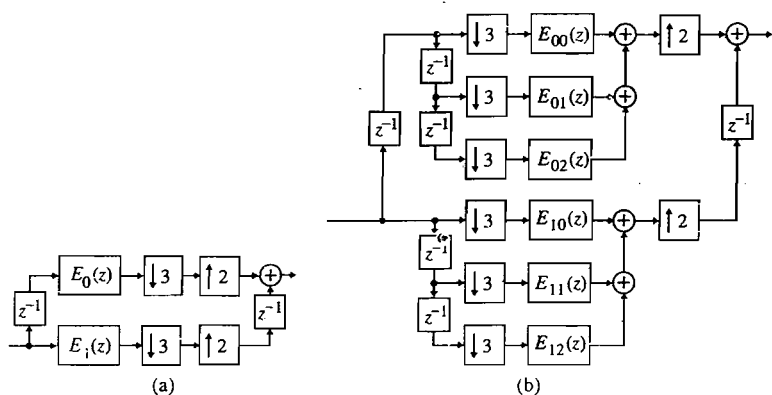 ↓3 E₀₀(z) + ↑2 +
z⁻¹
↓3 E₀₁(z) +
z⁻¹ z⁻¹ z⁻¹
↓3 E₀₂(z)
↓3 E₁₀(z) + ↑2
z⁻¹
E₀(z) ↓3 ↑2 +
↓3 E₁₁(z) +
z⁻¹ z⁻¹ z⁻¹
Eᵢ(z) ↓3 ↑2
↓3 E₁₂(z)
(a) (b)